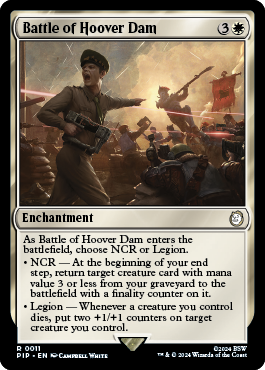 Battle of Hoover Dam 3
Enchantment
As Battle of Hoover Dam enters the
battlefield, choose NCR or Legion.
• NCR — At the beginning of your end
step, return target creature card with mana
value 3 or less from your graveyard to the
battlefield with a finality counter on it.
• Legion — Whenever a creature you control
dies, put two +1/+1 counters on target
creature you control.
R 0011
PIP • EN CAMPBELL WHITE
©2024 BSW
™ & © 2024 Wizards of the Coast